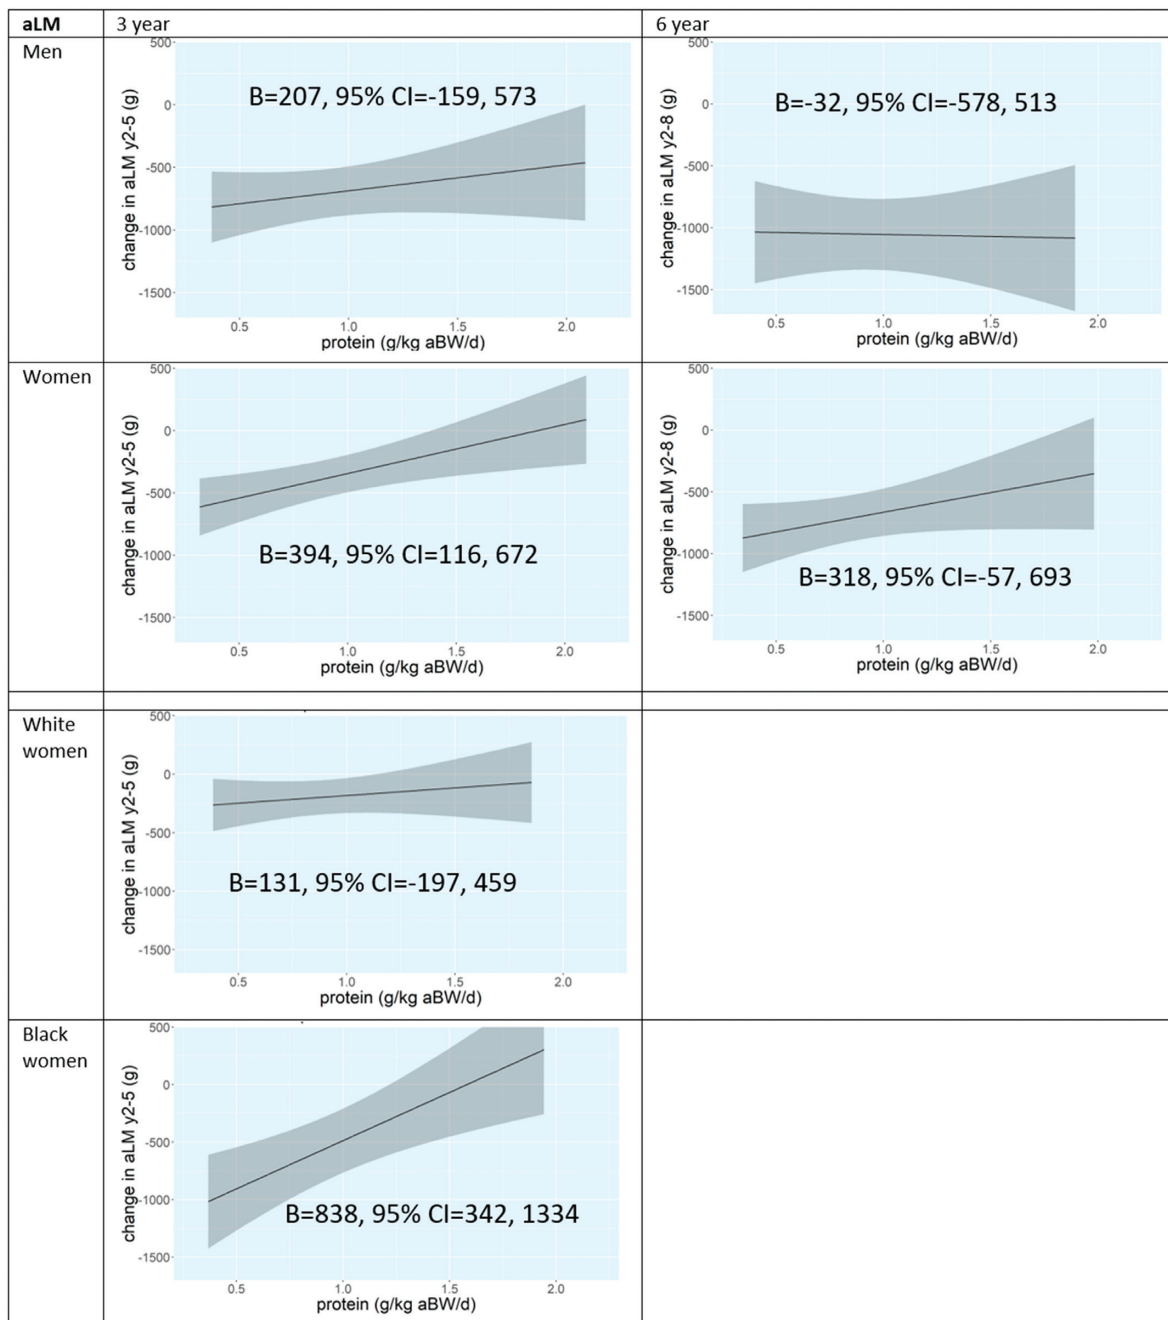 aLM 3 year 6 year
Men
500
0
-500
-1000
-1500
change in aLM y2-5 (g)
B=207, 95% CI=-159, 573
0.5 1.0 1.5 2.0
protein (g/kg aBW/d)
500
0
-500
-1000
-1500
change in aLM y2-8 (g)
B=-32, 95% CI=-578, 513
0.5 1.0 1.5 2.0
protein (g/kg aBW/d)
Women
500
0
-500
-1000
-1500
change in aLM y2-5 (g)
B=394, 95% CI=116, 672
0.5 1.0 1.5 2.0
protein (g/kg aBW/d)
500
0
-500
-1000
-1500
change in aLM y2-8 (g)
B=318, 95% CI=-57, 693
0.5 1.0 1.5 2.0
protein (g/kg aBW/d)
White
women
500
0
-500
-1000
-1500
change in aLM y2-5 (g)
B=131, 95% CI=-197, 459
0.5 1.0 1.5 2.0
protein (g/kg aBW/d)
Black
women
500
0
-500
-1000
-1500
change in aLM y2-5 (g)
B=838, 95% CI=342, 1334
0.5 1.0 1.5 2.0
protein (g/kg aBW/d)